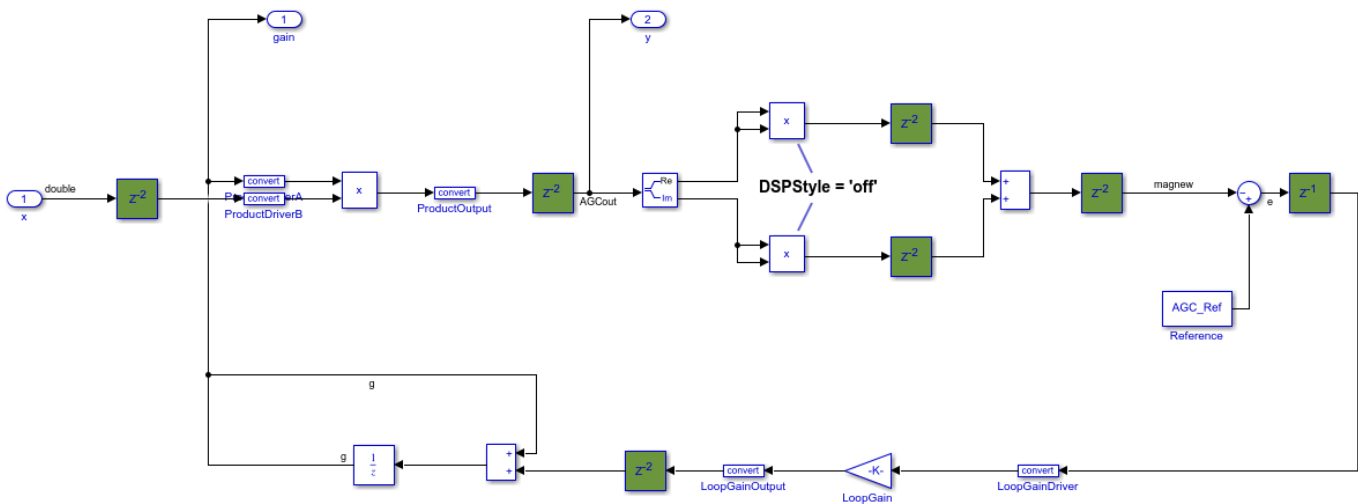 1
gain
2
y
1
x
double
Z-2
convert
convert
ProductDriverB
x
convert
ProductOutput
Z-2
AGCout
Re
Im
x
x
DSPStyle = 'off'
Z-2
Z-2
+
+
Z-2
magnew
−
+
e
Z-1
AGC_Ref
Reference
g
g
1
z
+
+
Z-2
convert
LoopGainOutput
-K-
LoopGain
convert
LoopGainDriver